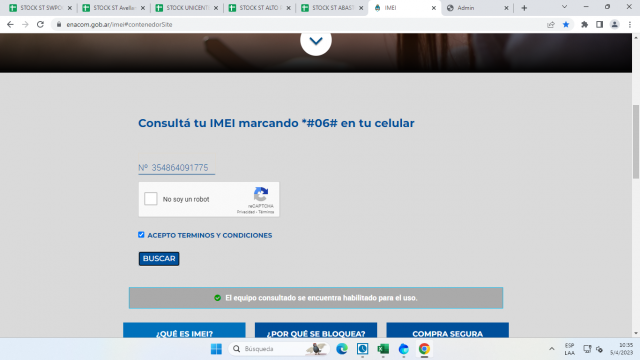 STOCK ST SWPO
STOCK ST Avellan
STOCK UNICENTO
STOCK ST ALTO P
STOCK ST ABAST
IMEI
Admin
enacom.gob.ar/imei#contenedorSite
Consultá tu IMEI marcando *#06# en tu celular
Nº 354864091775
No soy un robot
reCAPTCHA
Privacidad - Términos
ACEPTO TERMINOS Y CONDICIONES
BUSCAR
El equipo consultado se encuentra habilitado para el uso.
¿QUÉ ES IMEI?
¿POR QUÉ SE BLOQUEA?
COMPRA SEGURA
Búsqueda
ESP
LAA
10:35
5/4/2023